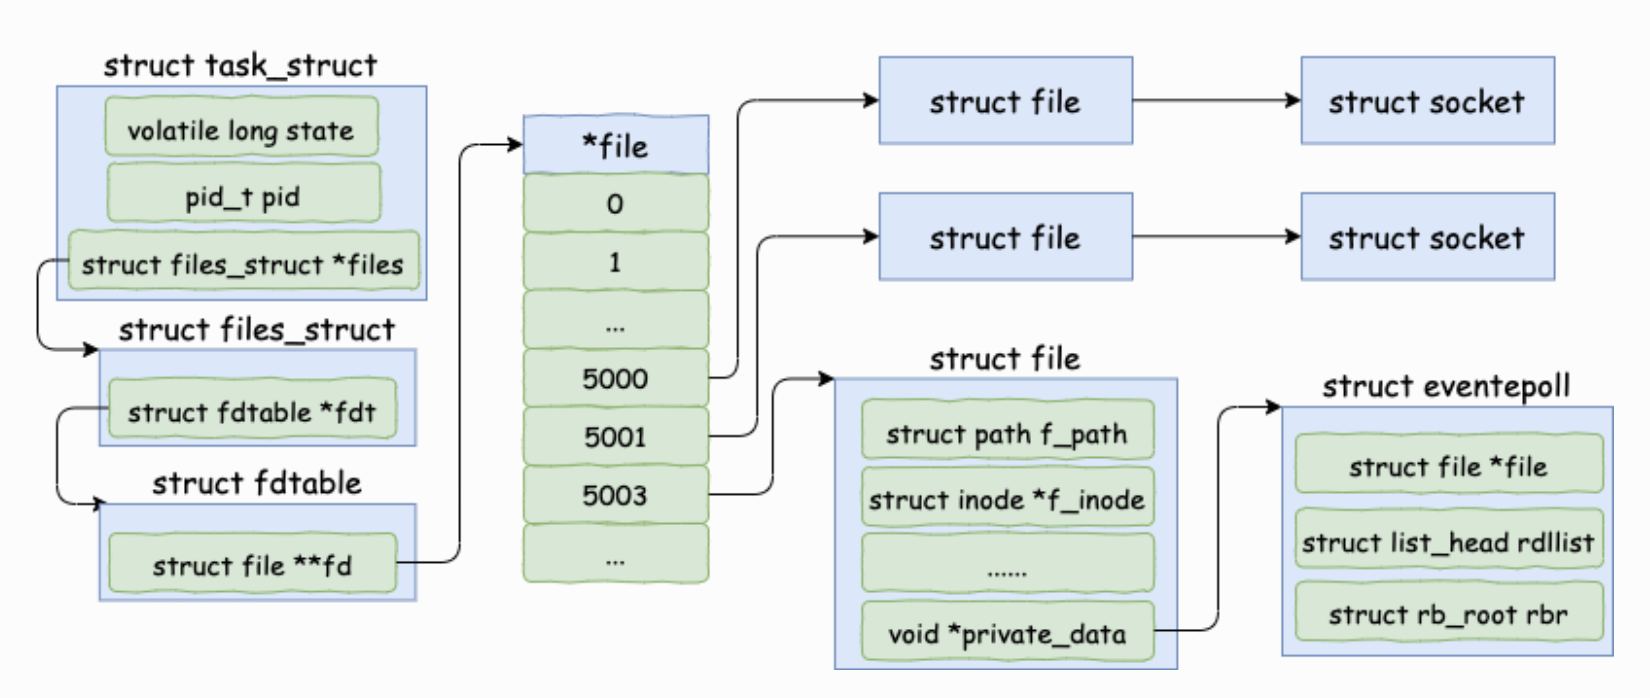 struct task_struct
volatile long state
pid_t pid
struct files_struct *files
struct files_struct
struct fdtable *fdt
struct fdtable
struct file **fd
*file
0
1
...
5000
5001
5003
...
struct file
struct socket
struct file
struct socket
struct file
struct path f_path
struct inode *f_inode
......
void *private_data
struct eventepoll
struct file *file
struct list_head rdllist
struct rb_root rbr